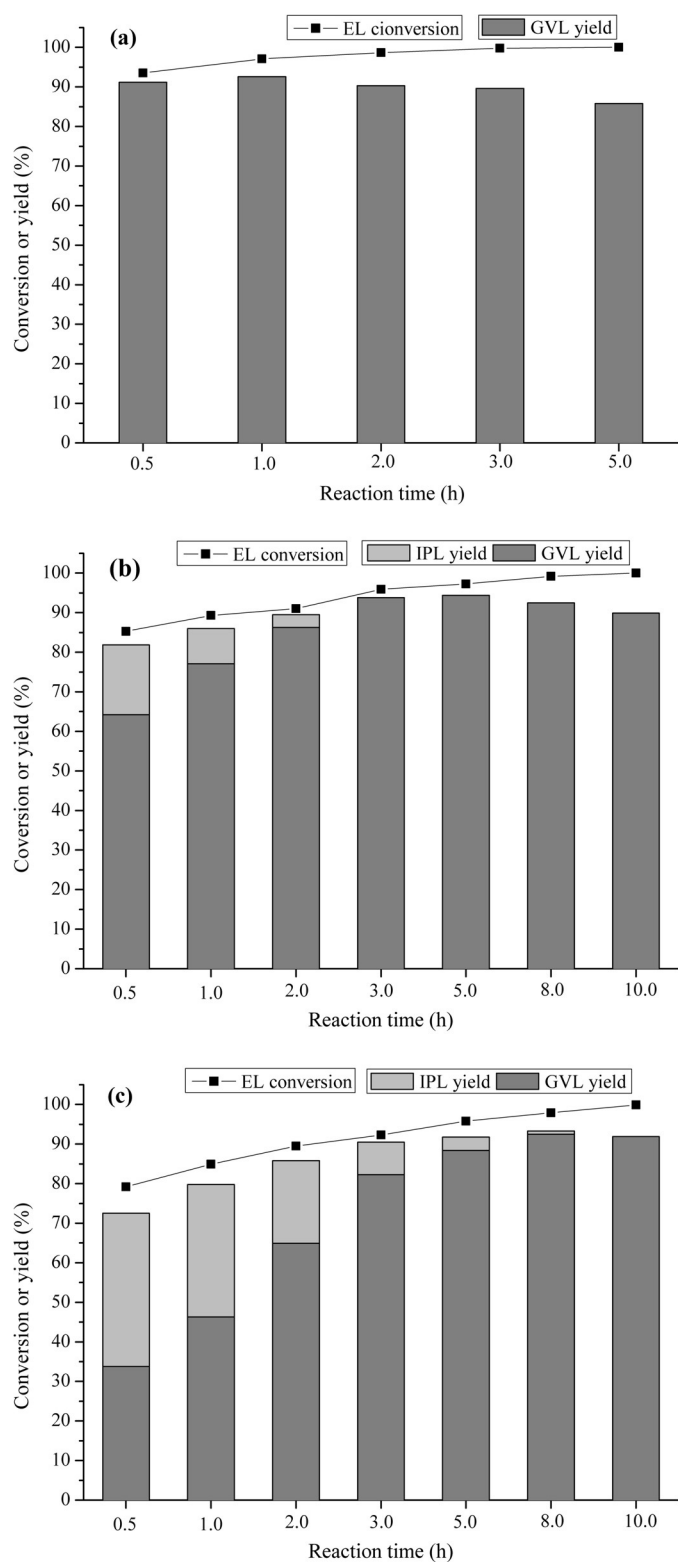 (a)
EL cionversion
GVL yield
Conversion or yield (%)
100
90
80
70
60
50
40
30
20
10
0
0.5 1.0 2.0 3.0 5.0
Reaction time (h)
(b)
EL conversion
IPL yield
GVL yield
Coversion or yield (%)
100
90
80
70
60
50
40
30
20
10
0
0.5 1.0 2.0 3.0 5.0 8.0 10.0
Reaction time (h)
(c)
EL conversion
IPL yield
GVL yield
Conversion or yield (%)
100
90
80
70
60
50
40
30
20
10
0
0.5 1.0 2.0 3.0 5.0 8.0 10.0
Reaction time (h)